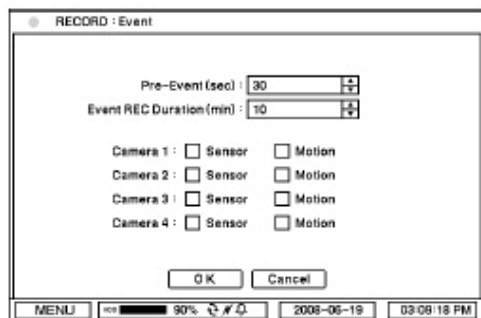 RECORD : Event
Pre-Event (sec) : 30
Event REC Duration (min) : 10
Camera 1 : Sensor Motion
Camera 2 : Sensor Motion
Camera 3 : Sensor Motion
Camera 4 : Sensor Motion
OK Cancel
MENU 90% 2008-06-19 03:09:18 PM